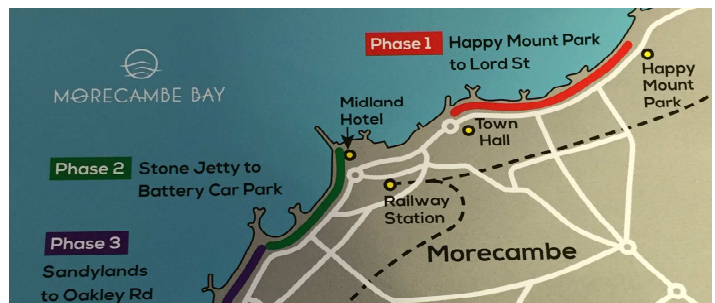 Phase 1
Happy Mount Park
to Lord St
MORECAMBE BAY
Happy
Mount
Park
Midland
Hotel
Town
Hall
Phase 2
Stone Jetty to
Battery Car Park
Railway
Station
Phase 3
Sandylands
to Oakley Rd
Morecambe